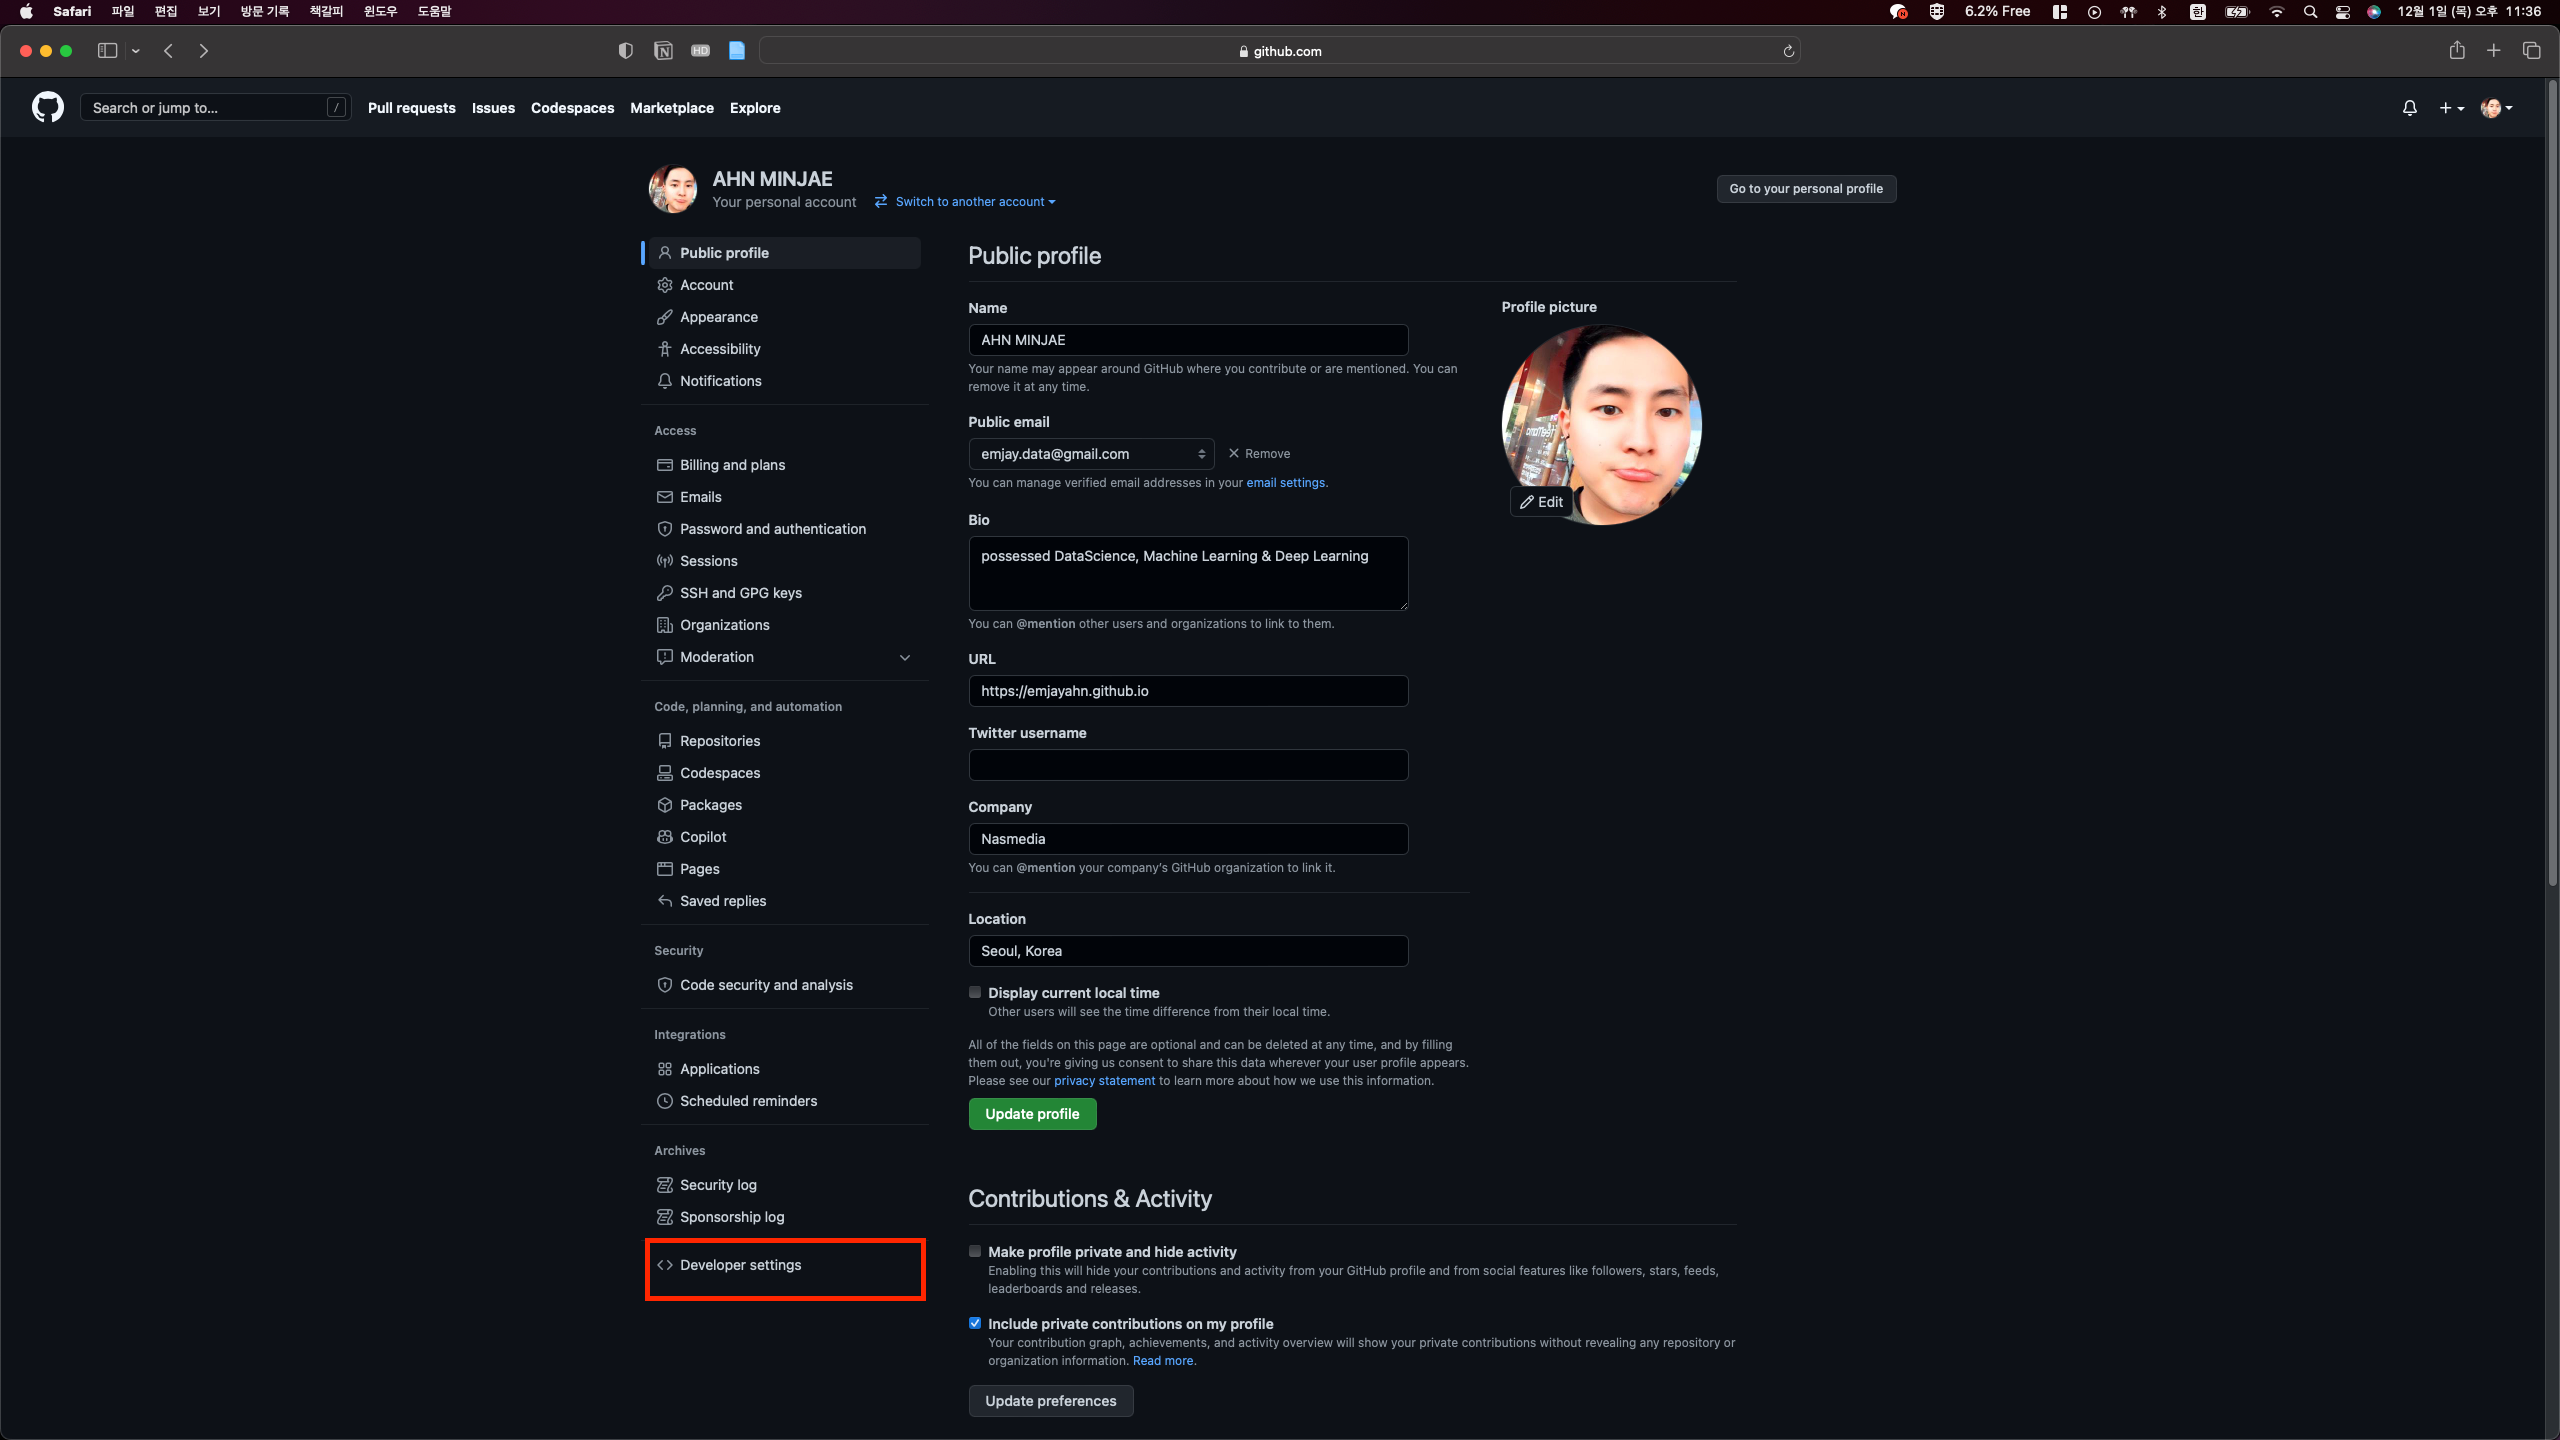 Safari 파일 편집 보기 방문 기록 책갈피 윈도우 도움말 6.2% Free 한 12월 1일 (목) 오후 11:36
HD github.com
Search or jump to... / Pull requests Issues Codespaces Marketplace Explore
AHN MINJAE
Your personal account Switch to another account
Go to your personal profile
Public profile
Account
Appearance
Accessibility
Notifications
Access
Billing and plans
Emails
Password and authentication
Sessions
SSH and GPG keys
Organizations
Moderation
Code, planning, and automation
Repositories
Codespaces
Packages
Copilot
Pages
Saved replies
Security
Code security and analysis
Integrations
Applications
Scheduled reminders
Archives
Security log
Sponsorship log
Developer settings
Public profile
Name
AHN MINJAE
Your name may appear around GitHub where you contribute or are mentioned. You can
remove it at any time.
Public email
emjay.data@gmail.com Remove
You can manage verified email addresses in your email settings.
Bio
possessed DataScience, Machine Learning & Deep Learning
You can @mention other users and organizations to link to them.
URL
https://emjayahn.github.io
Twitter username
Company
Nasmedia
You can @mention your company's GitHub organization to link it.
Location
Seoul, Korea
Display current local time
Other users will see the time difference from their local time.
All of the fields on this page are optional and can be deleted at any time, and by filling
them out, you're giving us consent to share this data wherever your user profile appears.
Please see our privacy statement to learn more about how we use this information.
Update profile
Profile picture
Edit
Contributions & Activity
Make profile private and hide activity
Enabling this will hide your contributions and activity from your GitHub profile and from social features like followers, stars, feeds,
leaderboards and releases.
Include private contributions on my profile
Your contribution graph, achievements, and activity overview will show your private contributions without revealing any repository or
organization information. Read more.
Update preferences